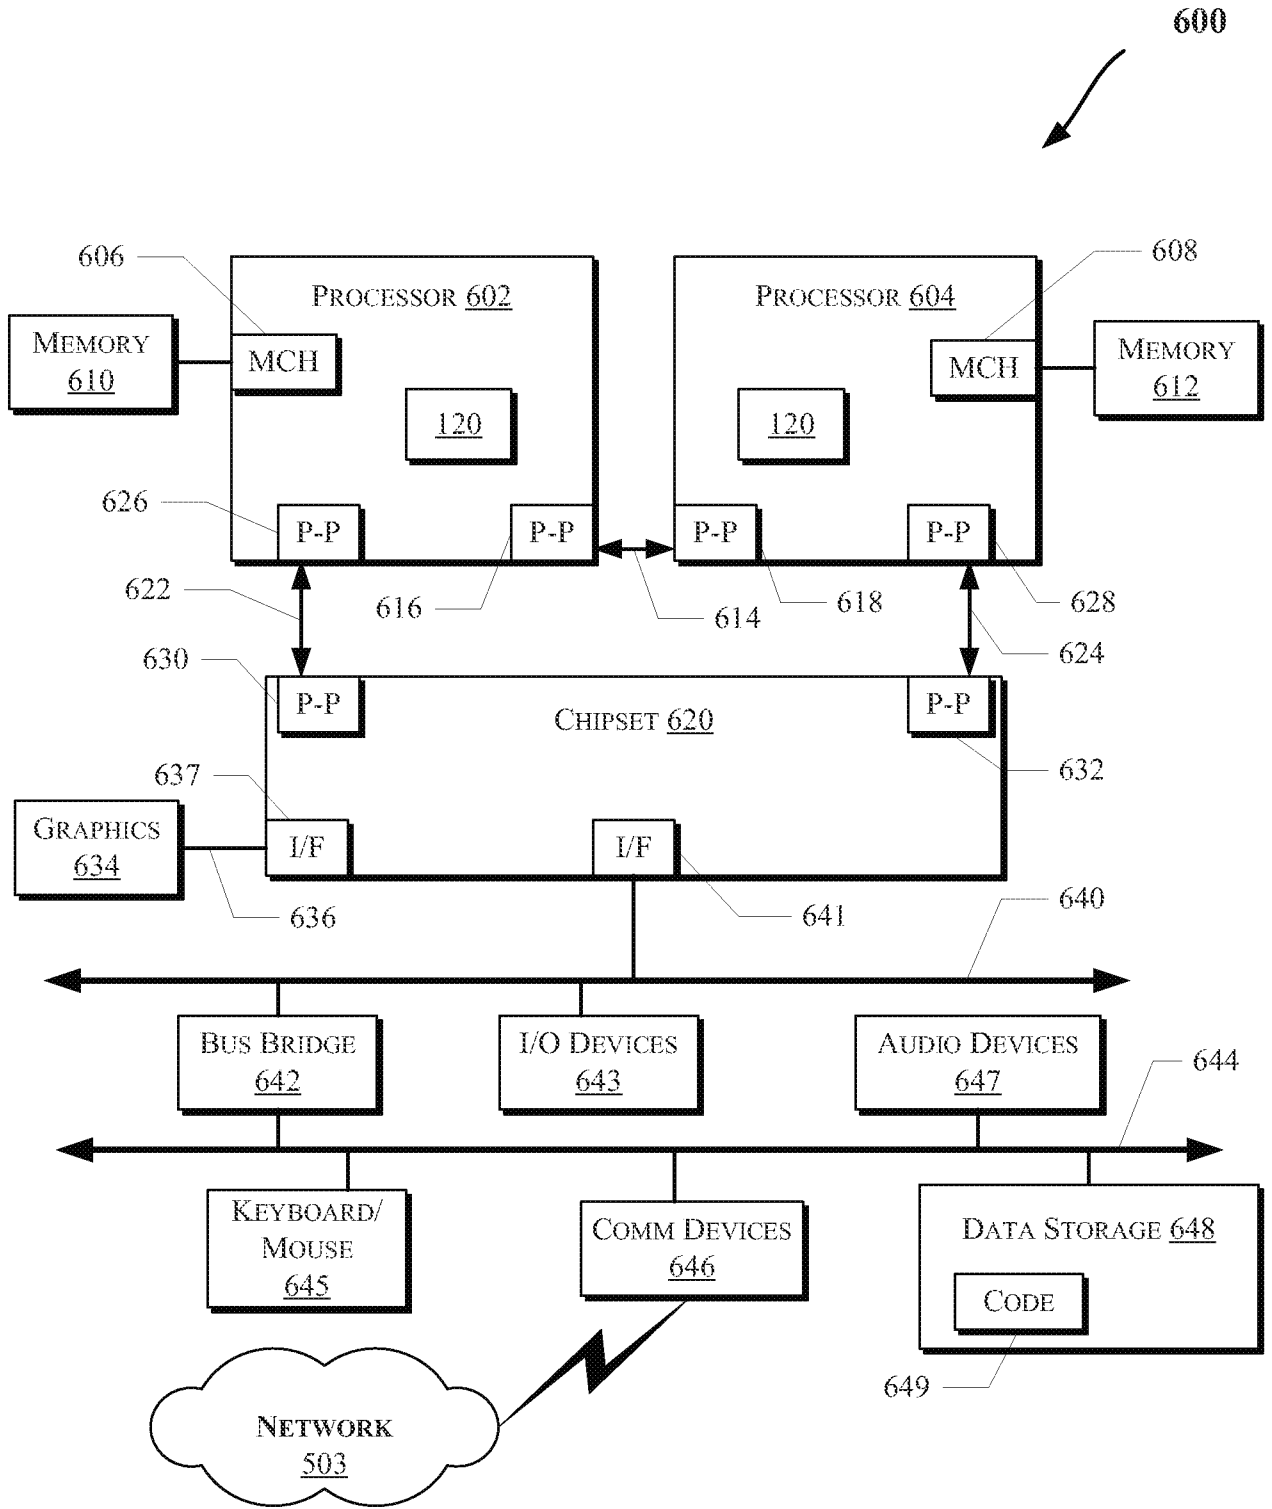 600
606
608
PROCESSOR 602
PROCESSOR 604
MEMORY
610
MCH
MCH
MEMORY
612
120
120
626
P-P
P-P
P-P
P-P
622
616
614
618
628
630
624
P-P
CHIPSET 620
P-P
637
632
GRAPHICS
634
I/F
I/F
636
641
640
BUS BRIDGE
642
I/O DEVICES
643
AUDIO DEVICES
647
644
KEYBOARD/
MOUSE
645
COMM DEVICES
646
DATA STORAGE 648
CODE
649
NETWORK
503